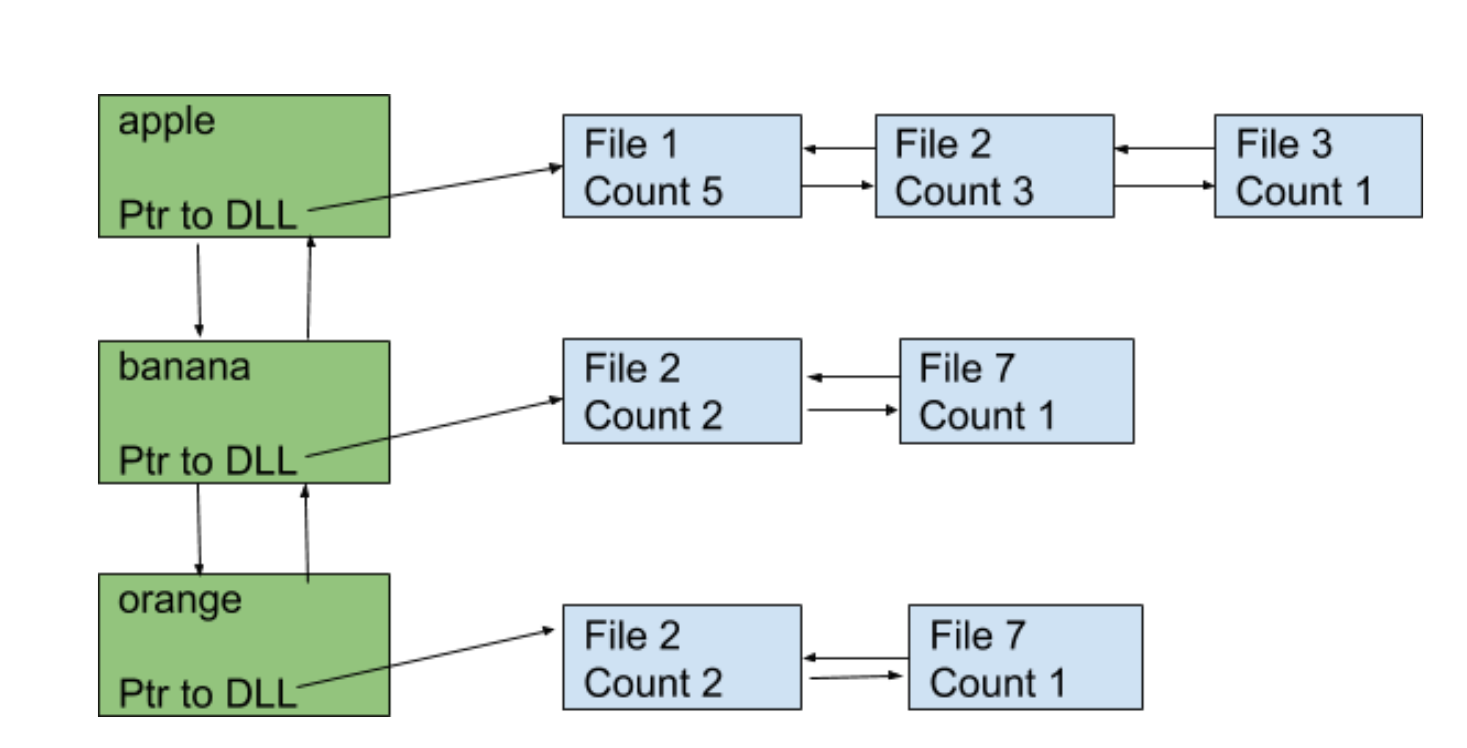 apple
Ptr to DLL
File 1
Count 5
File 2
Count 3
File 3
Count 1
banana
Ptr to DLL
File 2
Count 2
File 7
Count 1
orange
Ptr to DLL
File 2
Count 2
File 7
Count 1